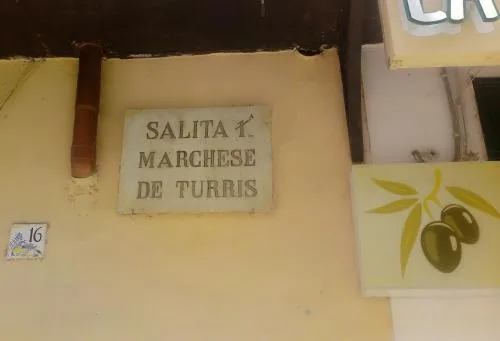 SALITA 1ª
MARCHESE
DE TURRIS
16